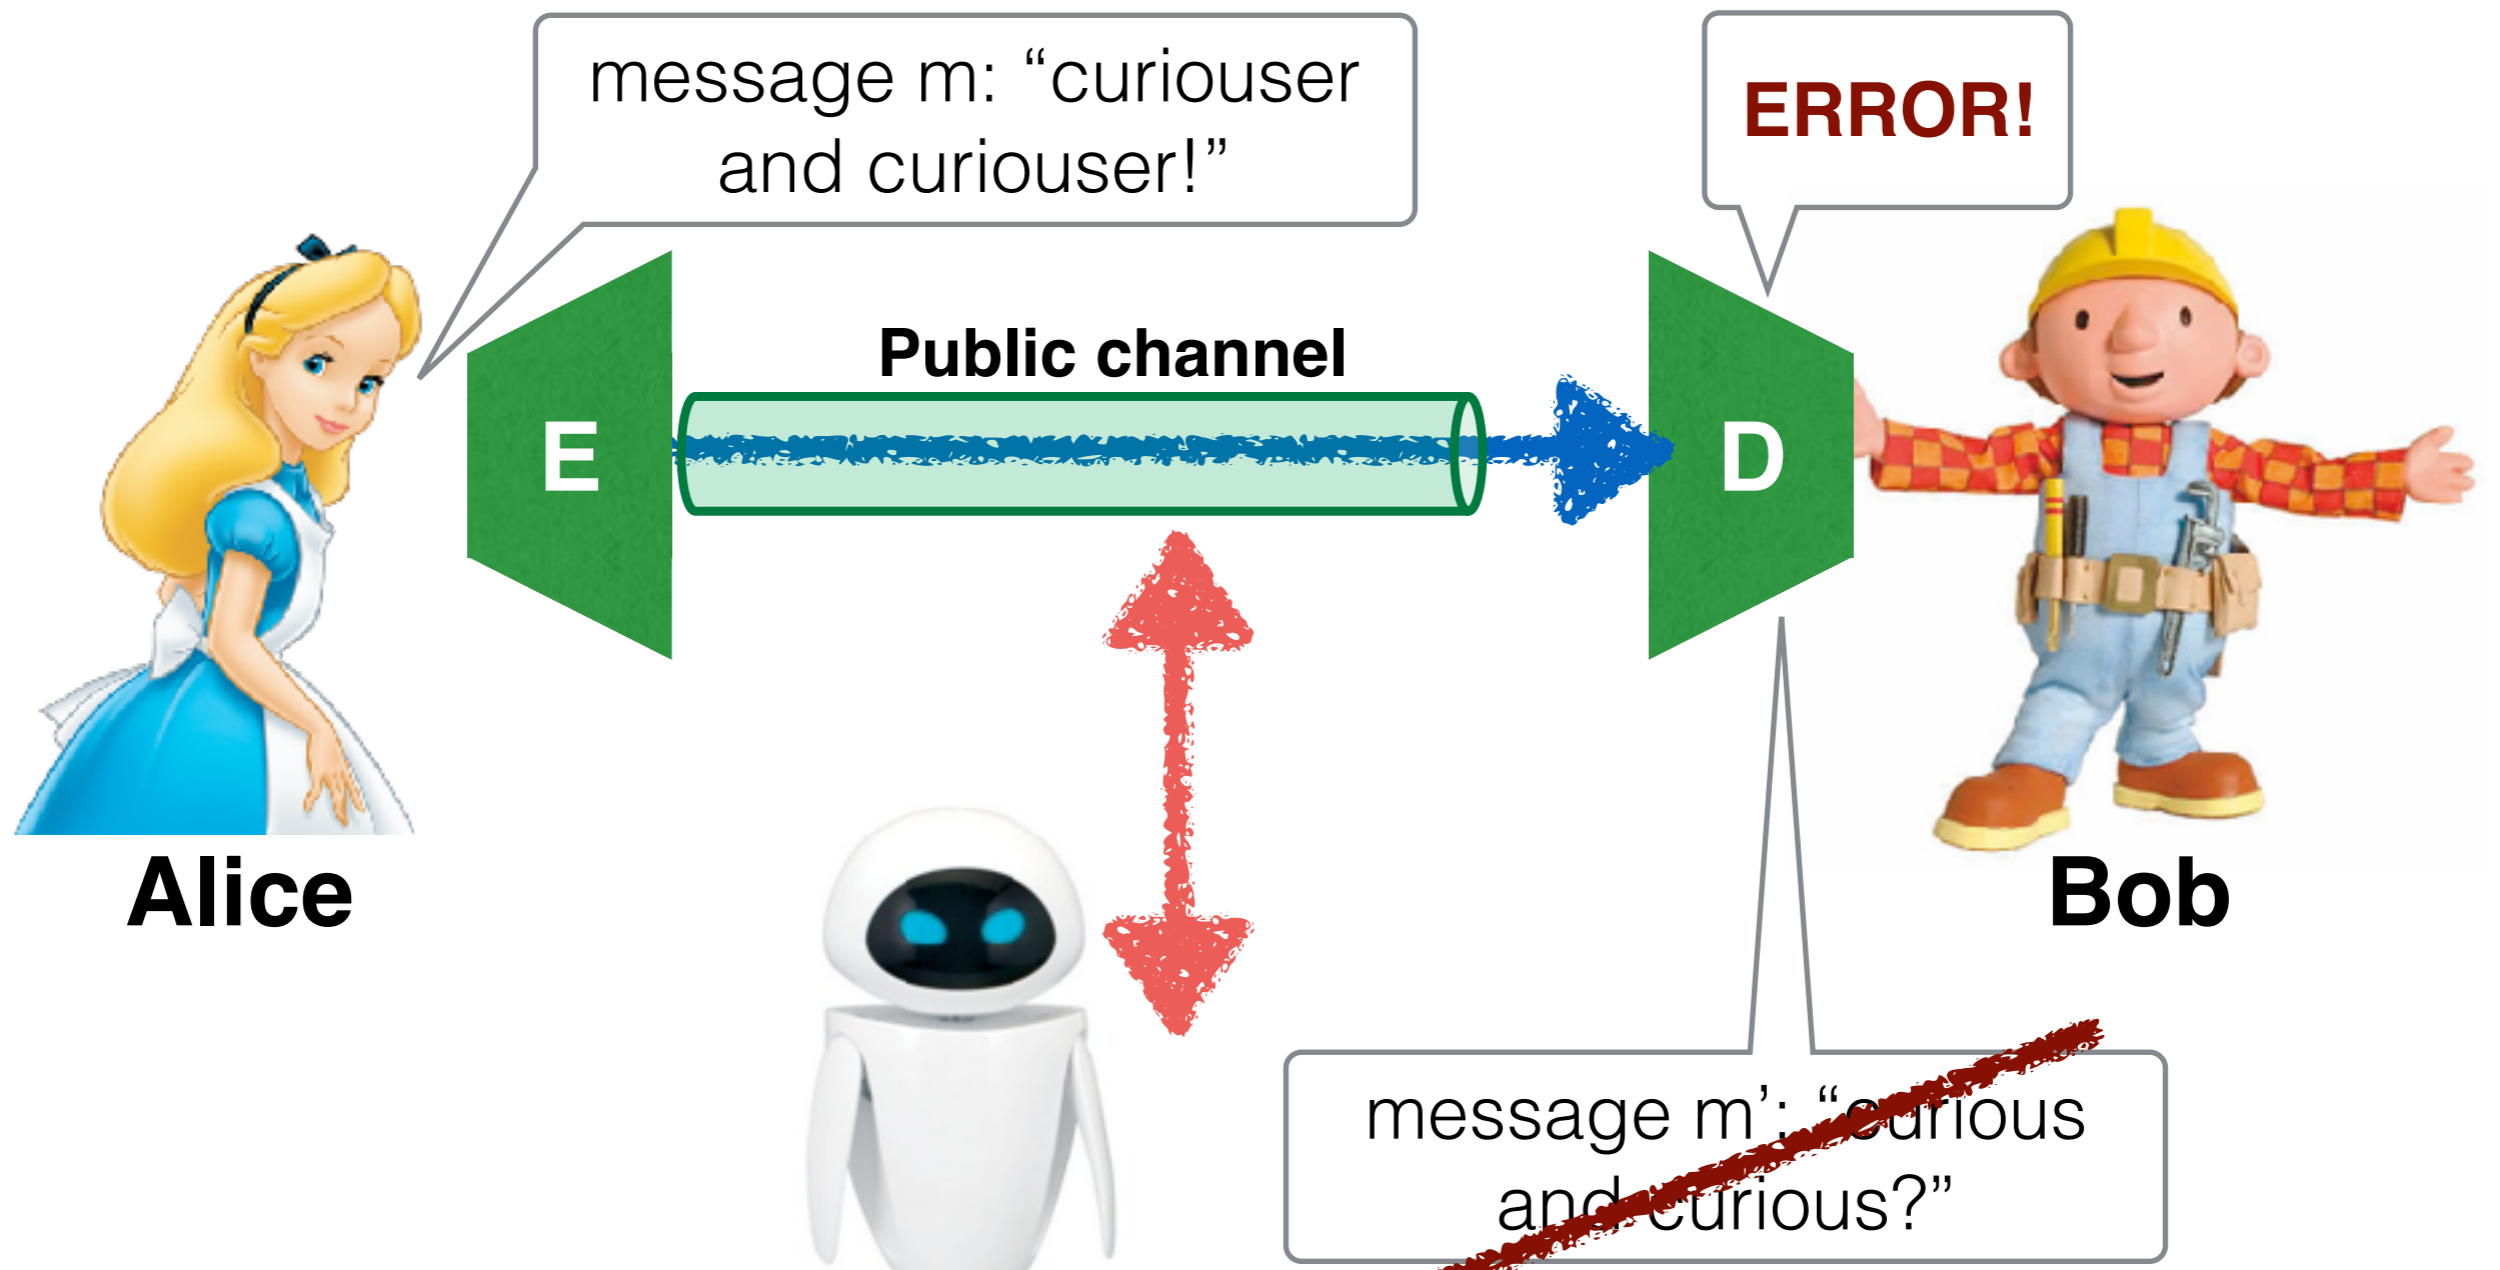 message m: “curiouser
and curiouser!”
ERROR!
Public channel
E
D
Alice
Bob
message m’: “curious
and curious?”